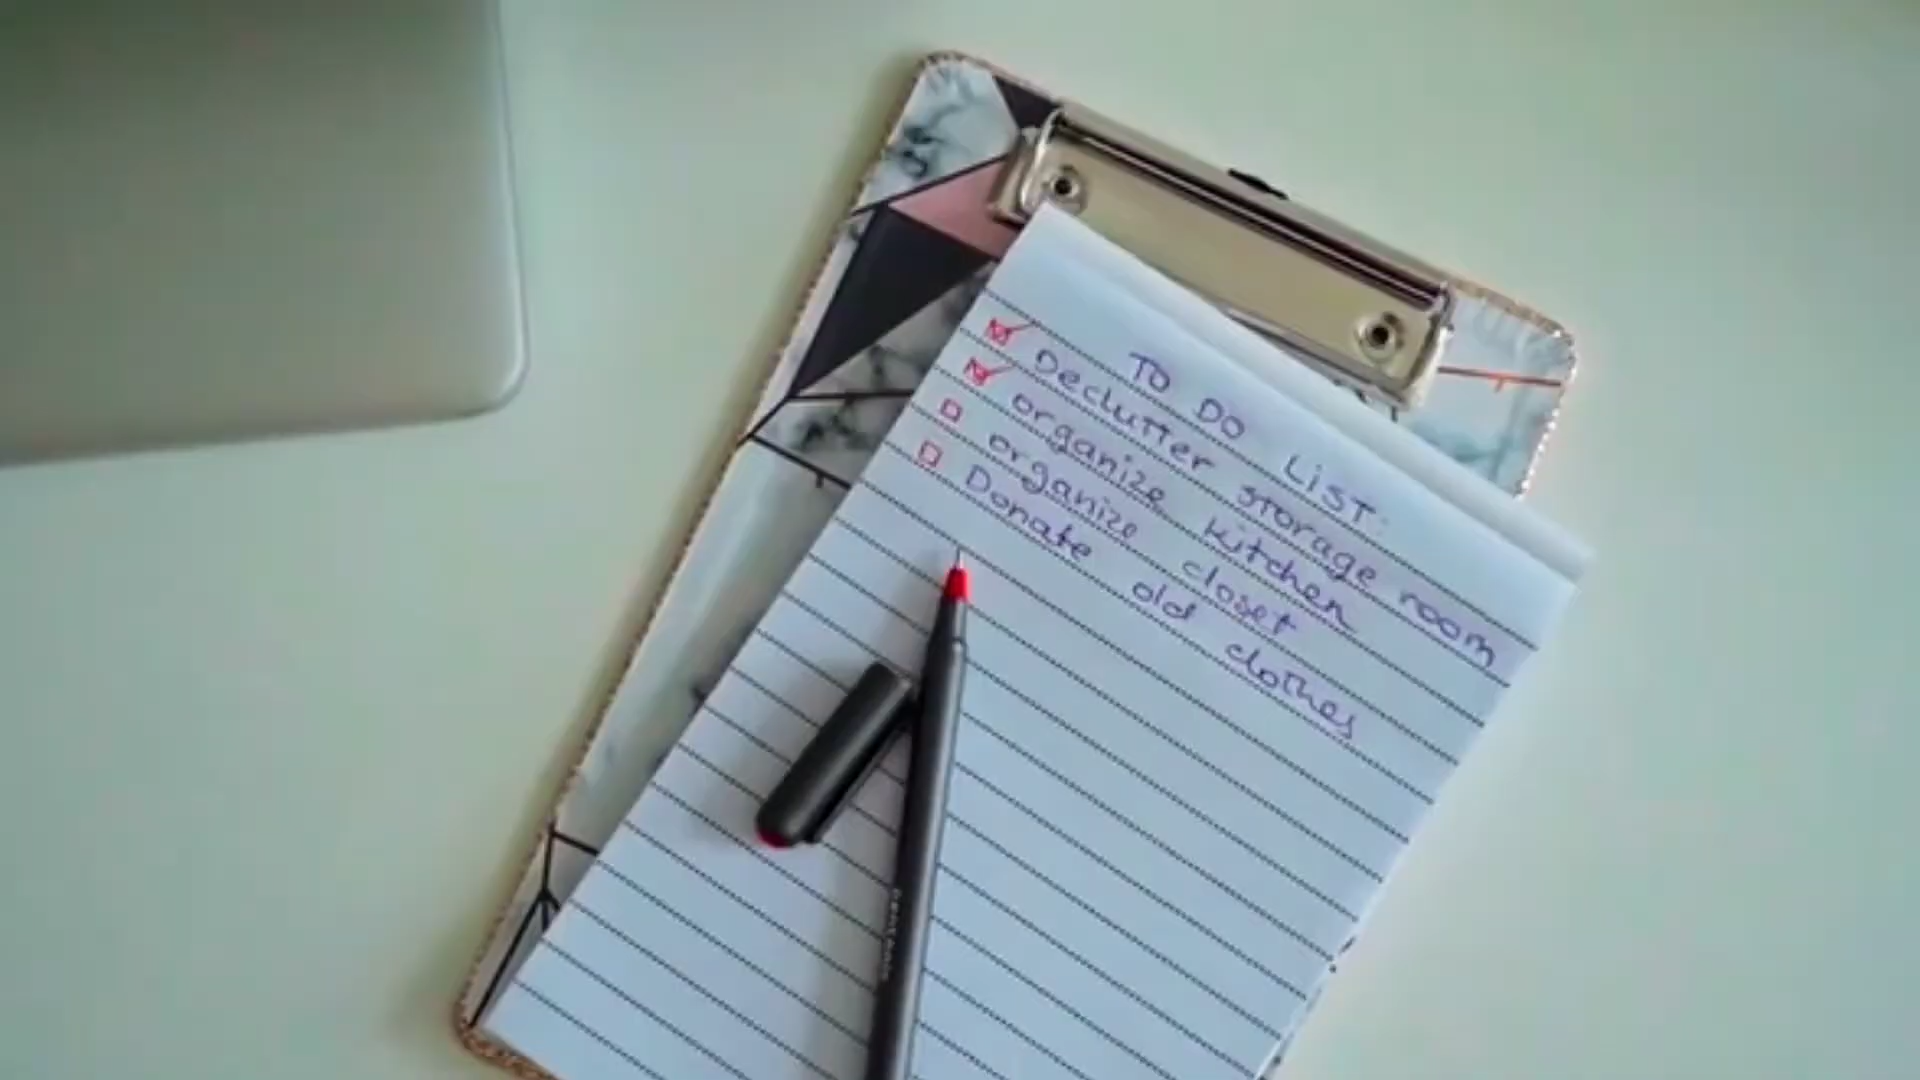 TO DO LIST:
Declutter storage room
organize kitchen
organize closet
Donate old clothes